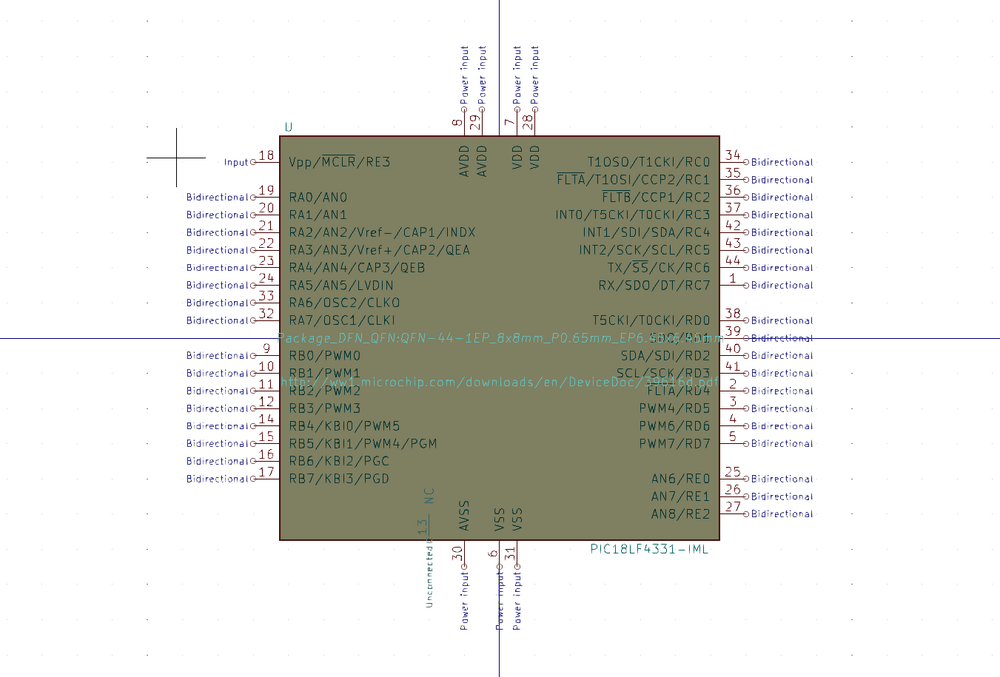 Power input Power input Power input Power input
8 29 7 28
U
AVDD AVDD VDD VDD
Input 18 Vpp/MCLR/RE3 T1OSO/T1CKI/RC0 34 Bidirectional
FLTA/T1OSI/CCP2/RC1 35 Bidirectional
Bidirectional 19 RA0/AN0 FLTB/CCP1/RC2 36 Bidirectional
Bidirectional 20 RA1/AN1 INT0/T5CKI/T0CKI/RC3 37 Bidirectional
Bidirectional 21 RA2/AN2/Vref-/CAP1/INDX INT1/SDI/SDA/RC4 42 Bidirectional
Bidirectional 22 RA3/AN3/Vref+/CAP2/QEA INT2/SCK/SCL/RC5 43 Bidirectional
Bidirectional 23 RA4/AN4/CAP3/QEB TX/SS/CK/RC6 44 Bidirectional
Bidirectional 24 RA5/AN5/LVDIN RX/SDO/DT/RC7 1 Bidirectional
Bidirectional 33 RA6/OSC2/CLKO
Bidirectional 32 RA7/OSC1/CLKI T5CKI/T0CKI/RD0 38 Bidirectional
Package_DFN_QFN:QFN-44-1EP_8x8mm_P0.65mm 39 Bidirectional
Bidirectional 9 RB0/PWM0 SDA/SDI/RD2 40 Bidirectional
Bidirectional 10 RB1/PWM1 SCL/SCK/RD3 41 Bidirectional
http://ww1.microchip.com/downloads/en/DeviceDoc/39616d.pdf
Bidirectional 11 RB2/PWM2 FLTA/RD4 2 Bidirectional
Bidirectional 12 RB3/PWM3 PWM4/RD5 3 Bidirectional
Bidirectional 14 RB4/KBI0/PWM5 PWM6/RD6 4 Bidirectional
Bidirectional 15 RB5/KBI1/PWM4/PGM PWM7/RD7 5 Bidirectional
Bidirectional 16 RB6/KBI2/PGC
Bidirectional 17 RB7/KBI3/PGD AN6/RE0 25 Bidirectional
AN7/RE1 26 Bidirectional
AN8/RE2 27 Bidirectional
NC AVSS VSS VSS
13 30 6 31
PIC18LF4331-IML
Unconnected Power input Power input Power input